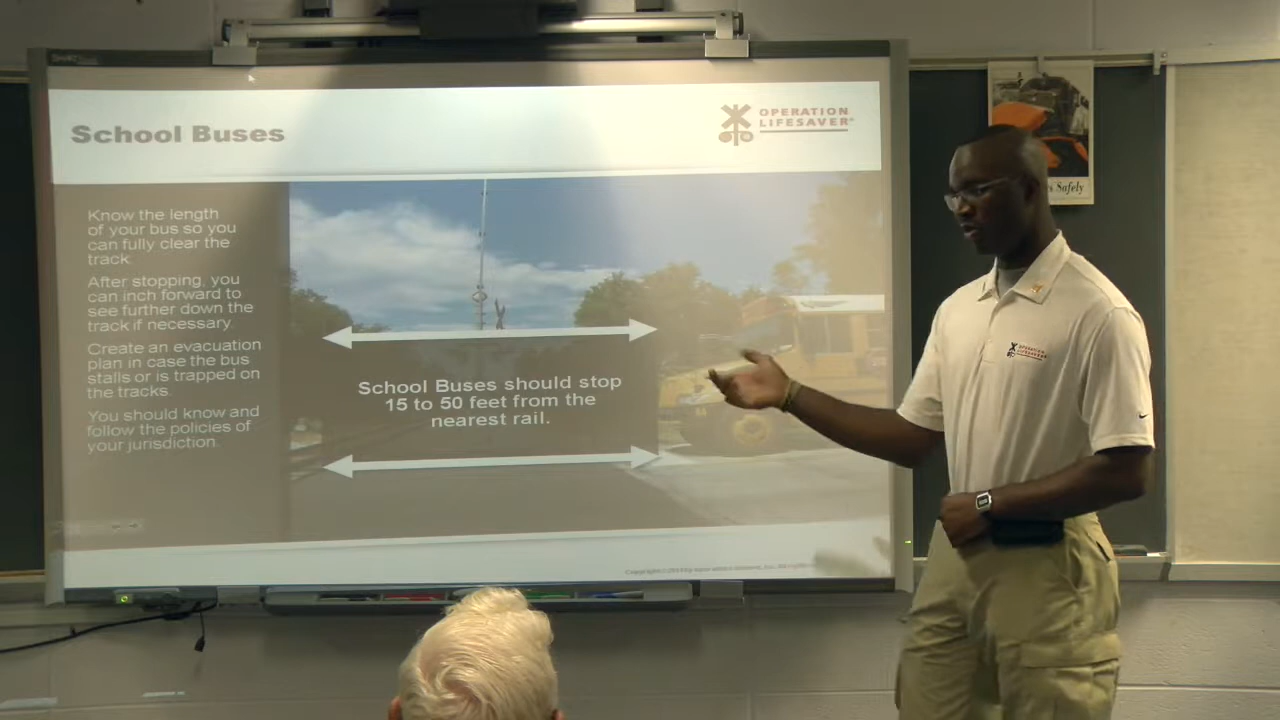 School Buses
OPERATION
LIFESAVER
Know the length
of your bus so you
can fully clear the
track.
After stopping, you
can inch forward to
see further down the
track if necessary.
Create an evacuation
plan in case the bus
stalls or is trapped on
the tracks.
You should know and
follow the policies of
your jurisdiction.
School Buses should stop
15 to 50 feet from the
nearest rail.
Safely
OPERATION
LIFESAVER